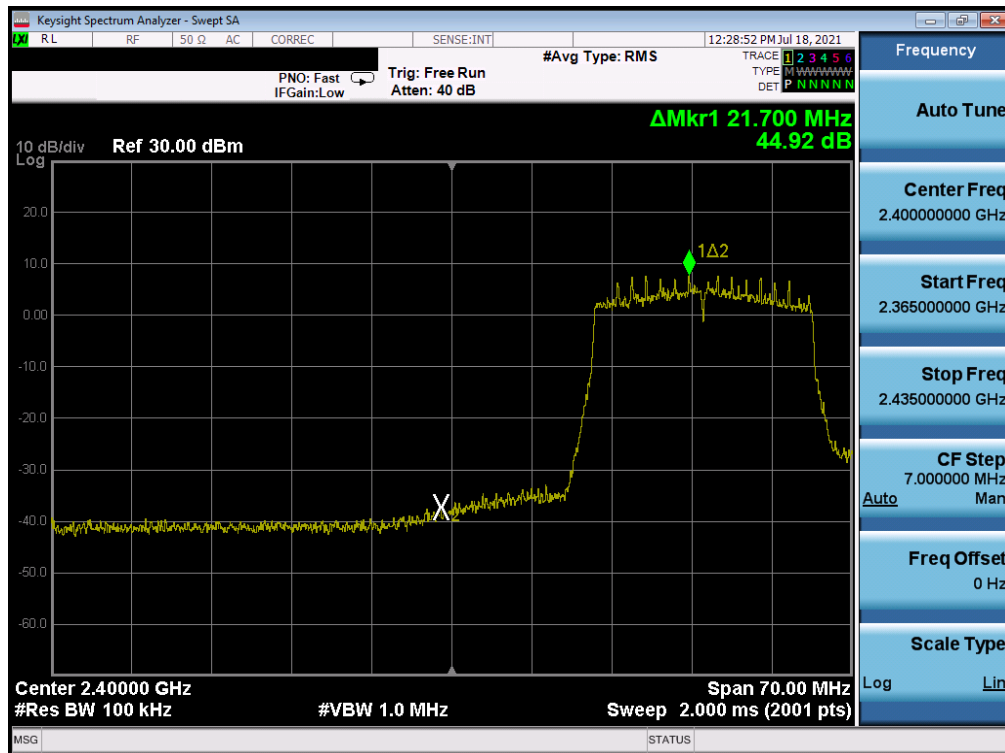 Keysight Spectrum Analyzer - Swept SA
LXI RL RF 50 Ω AC CORREC SENSE:INT 12:28:52 PM Jul 18, 2021
PNO: Fast
IFGain:Low
Trig: Free Run
Atten: 40 dB
#Avg Type: RMS
TRACE 1 2 3 4 5 6
TYPE M WWWWW
DET P N N N N N
ΔMkr1 21.700 MHz
44.92 dB
10 dB/div Ref 30.00 dBm
Log
20.0
10.0
0.00
-10.0
-20.0
-30.0
-40.0
-50.0
-60.0
1Δ2
X2
Center 2.40000 GHz Span 70.00 MHz
#Res BW 100 kHz #VBW 1.0 MHz Sweep 2.000 ms (2001 pts)
MSG STATUS
Frequency
Auto Tune
Center Freq
2.400000000 GHz
Start Freq
2.365000000 GHz
Stop Freq
2.435000000 GHz
CF Step
7.000000 MHz
Auto Man
Freq Offset
0 Hz
Scale Type
Log Lin